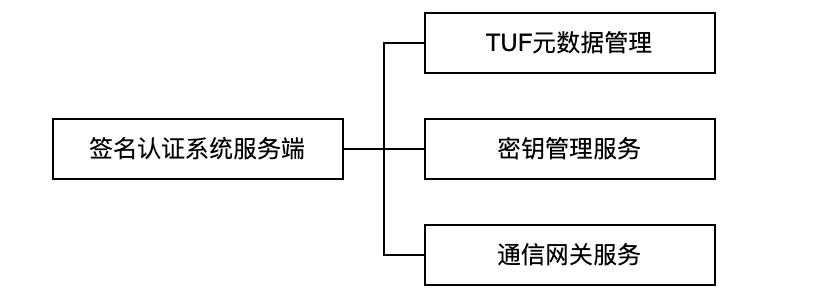 TUF元数据管理
签名认证系统服务端
密钥管理服务
通信网关服务